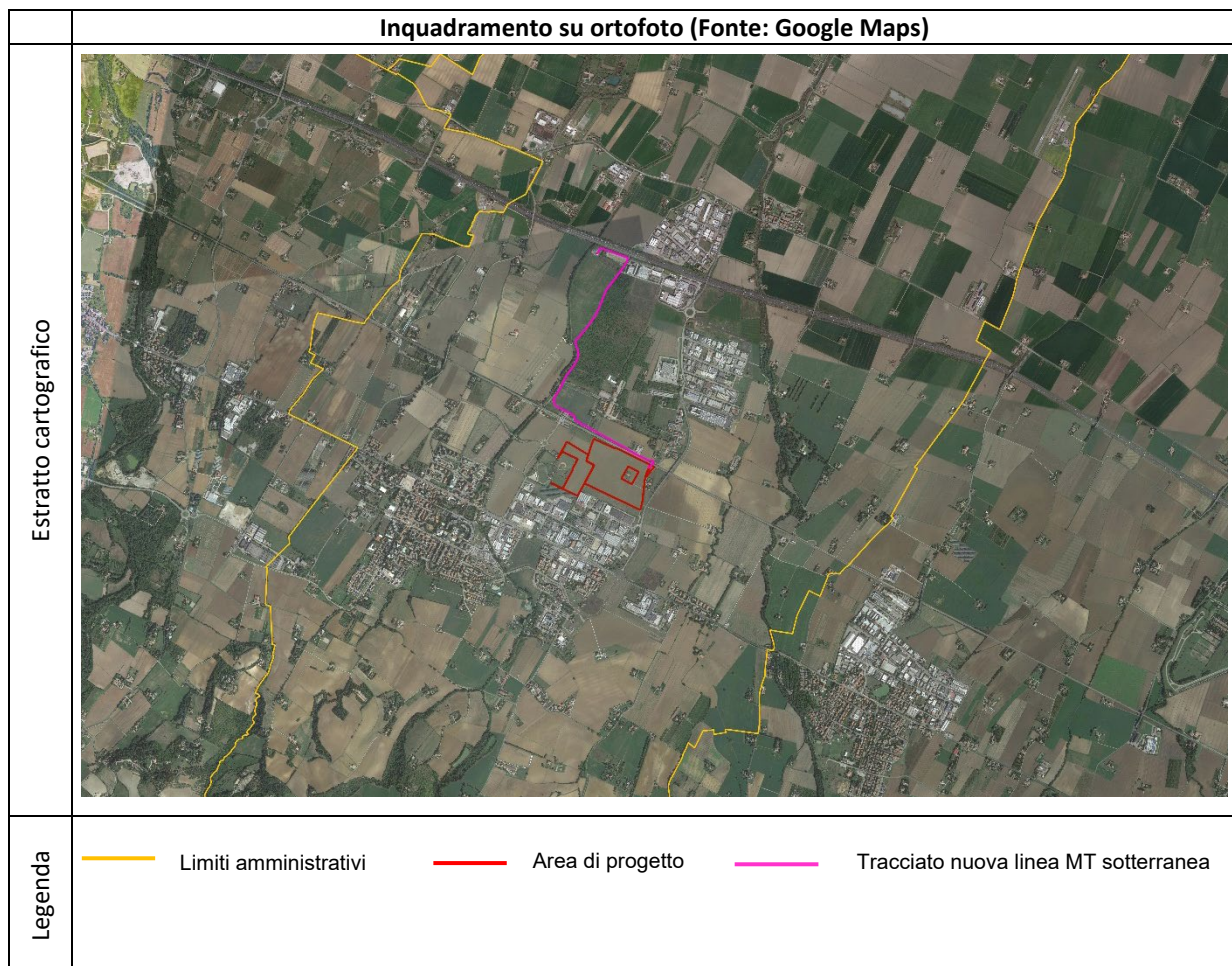 Inquadramento su ortofoto (Fonte: Google Maps)
Estratto cartografico
Legenda
Limiti amministrativi
Area di progetto
Tracciato nuova linea MT sotterranea